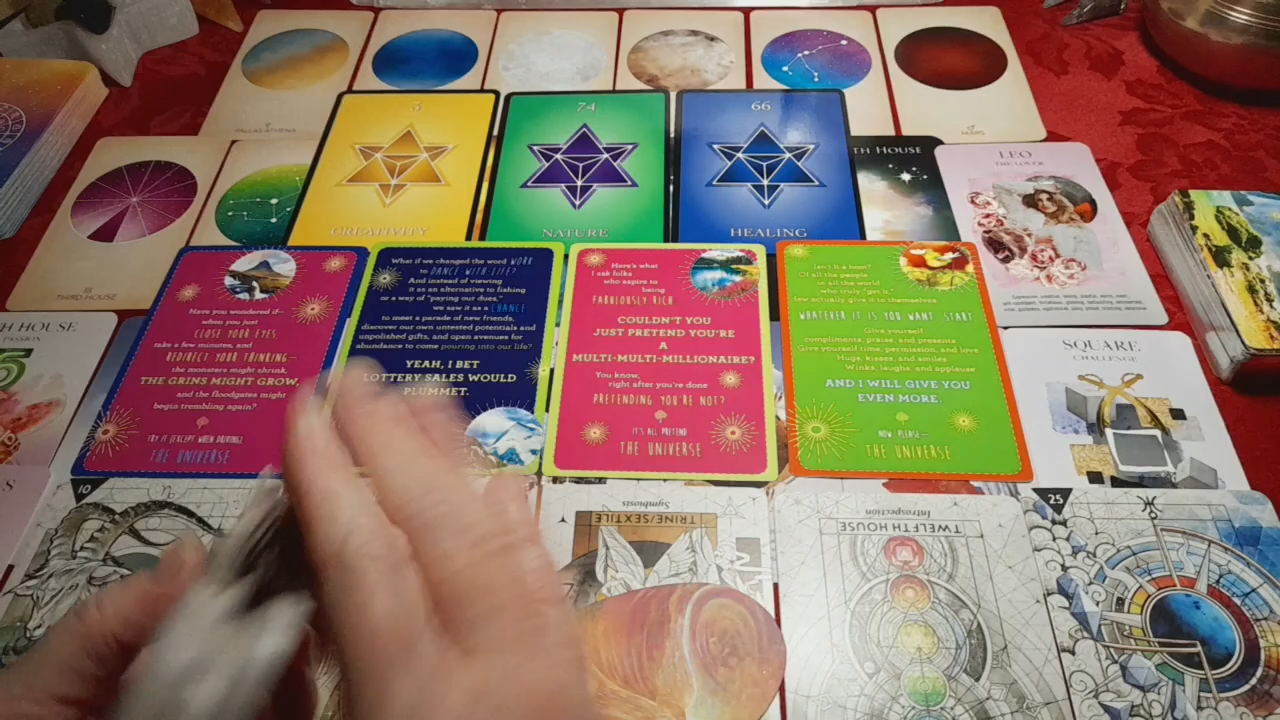 PALLAS ATHENA
MARS
III
THIRD HOUSE
3
CREATIVITY
74
NATURE
66
HEALING
TH HOUSE
LEO
THE LOVER
HOUSE
PASSION
5
Have you wondered if—
when you just
CLOSE YOUR EYES,
take a few minutes, and
REDIRECT YOUR THINKING—
the monsters might shrink,
THE GRINS MIGHT GROW,
and the floodgates might
begin trembling again?
TRY IT (EXCEPT WHEN DRIVING)
THE UNIVERSE
What if we changed the word WORK
to DANCE-WITH-LIFE?
And instead of viewing
it as an alternative to fishing
or a way of "paying our dues,"
we saw it as a CHANCE
to meet a parade of new friends,
discover our own untested potentials and
unpolished gifts, and open avenues for
abundance to come pouring into our life?
YEAH, I BET
LOTTERY SALES WOULD
PLUMMET.
Here's what
I ask folks
who aspire to
being
FABULOUSLY RICH
COULDN'T YOU
JUST PRETEND YOU'RE
A
MULTI-MULTI-MILLIONAIRE?
You know,
right after you're done
PRETENDING YOU'RE NOT?
IT'S ALL PRETEND
THE UNIVERSE
Isn't it a hoot?
Of all the people
in all the world
who truly "get it,"
few actually give it to themselves.
WHATEVER IT IS YOU WANT, START
Give yourself
compliments, praise, and presents.
Give yourself time, permission, and love.
Hugs, kisses, and smiles.
Winks, laughs, and applause
AND I WILL GIVE YOU
EVEN MORE.
NOW, PLEASE—
THE UNIVERSE
SQUARE
CHALLENGE
S
10
Symbiosis
TRINE/SEXTILE
Introspection
TWELFTH HOUSE
25